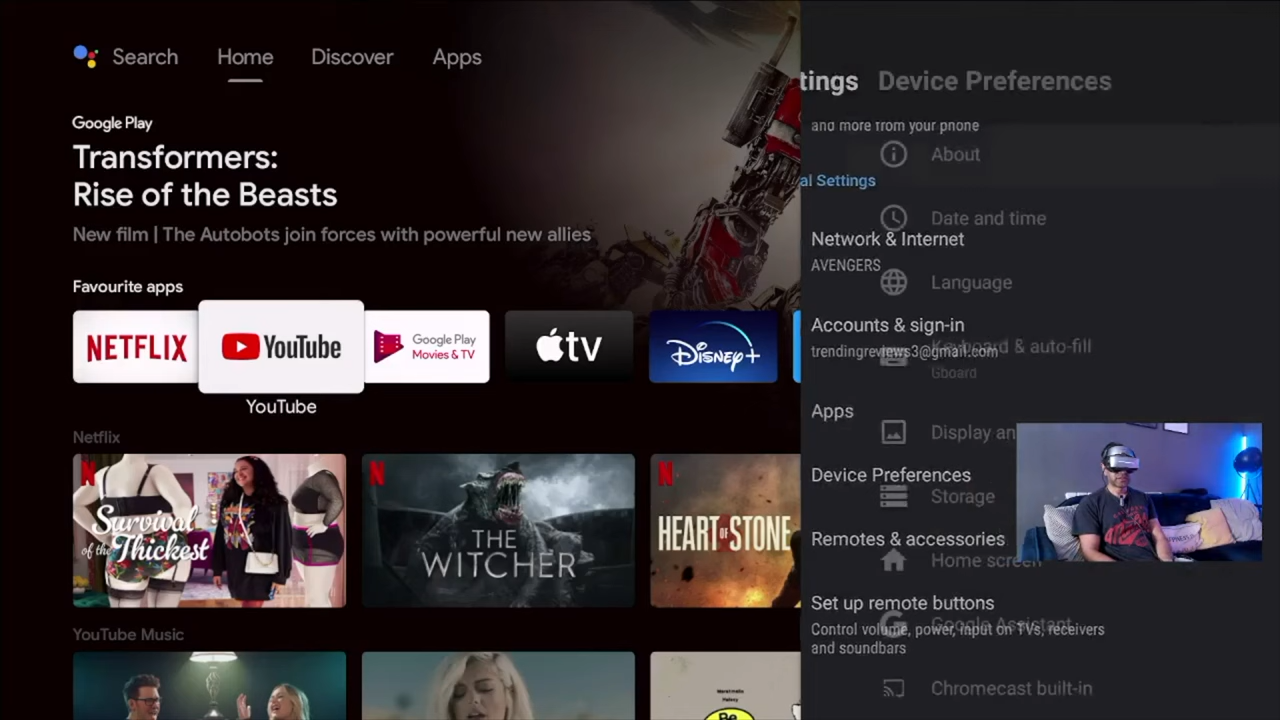 Search Home Discover Apps
Google Play
Transformers:
Rise of the Beasts
New film | The Autobots join forces with powerful new allies
Favourite apps
NETFLIX
YouTube
Google Play
Movies & TV
tv
Disney+
YouTube
Netflix
N
Survival
of the Thickest
N
THE
WITCHER
N
HEART OF STONE
YouTube Music
tings Device Preferences
and more from your phone
About
al Settings
Date and time
Network & Internet
AVENGERS
Language
Accounts & sign-in
trendingreviews3@gmail.com
Keyboard & auto-fill
Gboard
Apps
Display an
Device Preferences
Storage
Remotes & accessories
Home screen
Set up remote buttons
Google Assistant
Control volume, power, input on TVs, receivers
and soundbars
Chromecast built-in